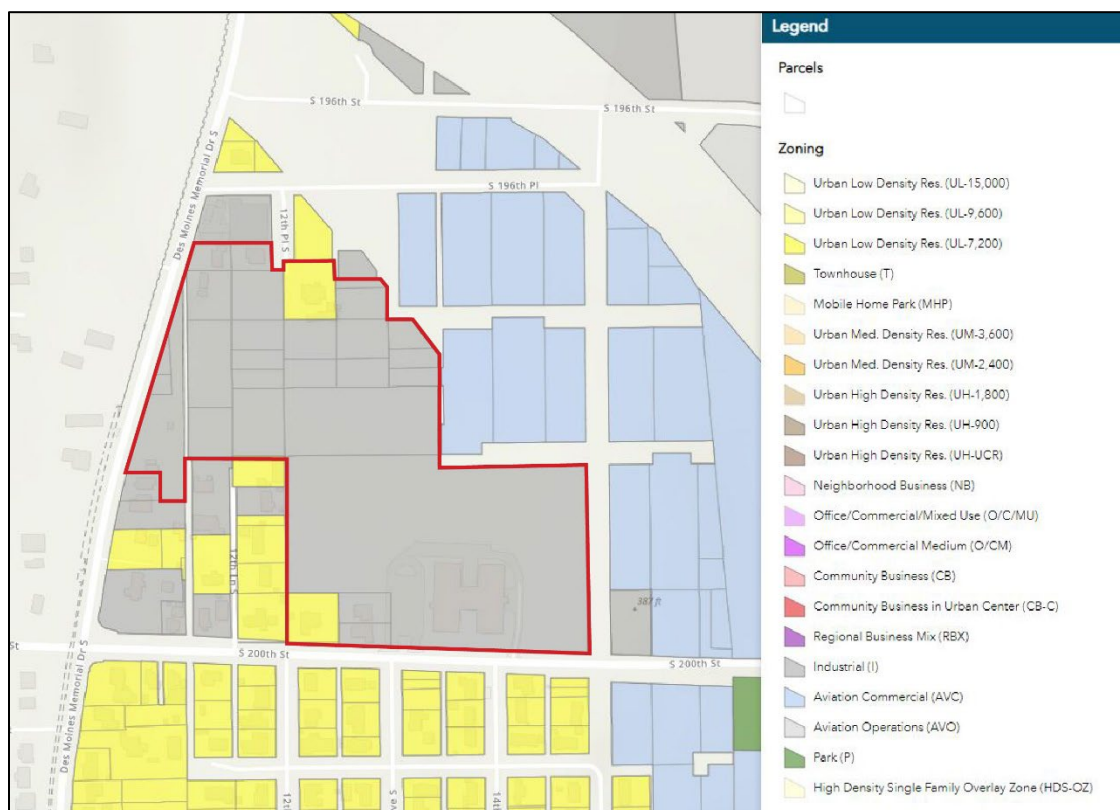 S 196th St
S 196th St
Des Moines Memorial Dr S
S 196th Pl
12th Pl S
12th Ln S
387 ft
St
S 200th St
S 200th St
Des Moines Memorial Dr S
12th
ve S
14th
Legend
Parcels
Zoning
Urban Low Density Res. (UL-15,000)
Urban Low Density Res. (UL-9,600)
Urban Low Density Res. (UL-7,200)
Townhouse (T)
Mobile Home Park (MHP)
Urban Med. Density Res. (UM-3,600)
Urban Med. Density Res. (UM-2,400)
Urban High Density Res. (UH-1,800)
Urban High Density Res. (UH-900)
Urban High Density Res. (UH-UCR)
Neighborhood Business (NB)
Office/Commercial/Mixed Use (O/C/MU)
Office/Commercial Medium (O/CM)
Community Business (CB)
Community Business in Urban Center (CB-C)
Regional Business Mix (RBX)
Industrial (I)
Aviation Commercial (AVC)
Aviation Operations (AVO)
Park (P)
High Density Single Family Overlay Zone (HDS-OZ)